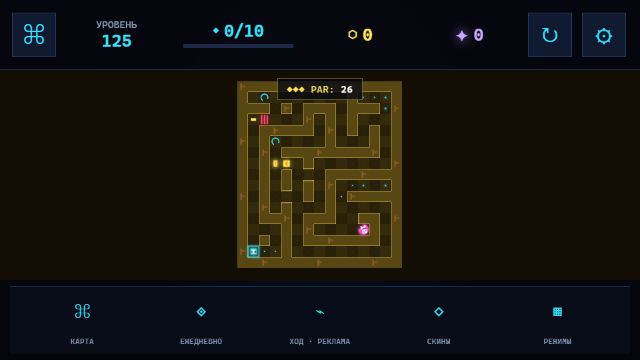 УРОВЕНЬ
125
0/10
0
0
PAR: 26
КАРТА
ЕЖЕДНЕВНО
ХОД · РЕКЛАМА
СКИНЫ
РЕЖИМЫ